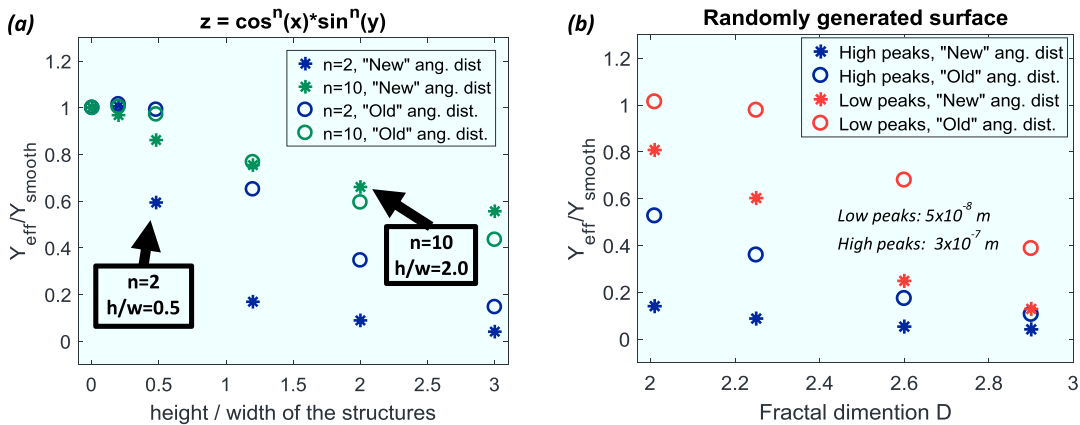 (a)
z = cosⁿ(x)*sinⁿ(y)
Y_eff/Y_smooth
1.2
1
0.8
0.6
0.4
0.2
0
n=2, "New" ang. dist
n=10, "New" ang. dist
n=2, "Old" ang. dist.
n=10, "Old" ang. dist.
n=2
h/w=0.5
n=10
h/w=2.0
0 0.5 1 1.5 2 2.5 3
height / width of the structures
(b)
Randomly generated surface
Y_eff/Y_smooth
1.2
1
0.8
0.6
0.4
0.2
0
High peaks, "New" ang. dist
High peaks, "Old" ang. dist.
Low peaks, "New" ang. dist
Low peaks, "Old" ang. dist.
Low peaks: 5x10⁻⁸ m
High peaks: 3x10⁻⁷ m
2 2.2 2.4 2.6 2.8 3
Fractal dimention D